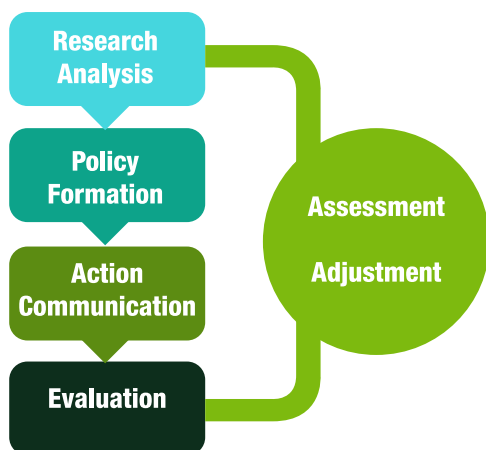 Research
Analysis
Policy
Formation
Action
Communication
Evaluation
Assessment
Adjustment